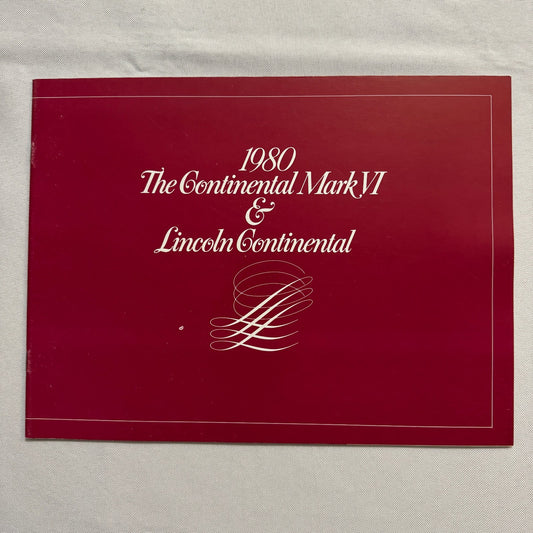 1980
The Continental Mark VI
&
Lincoln Continental